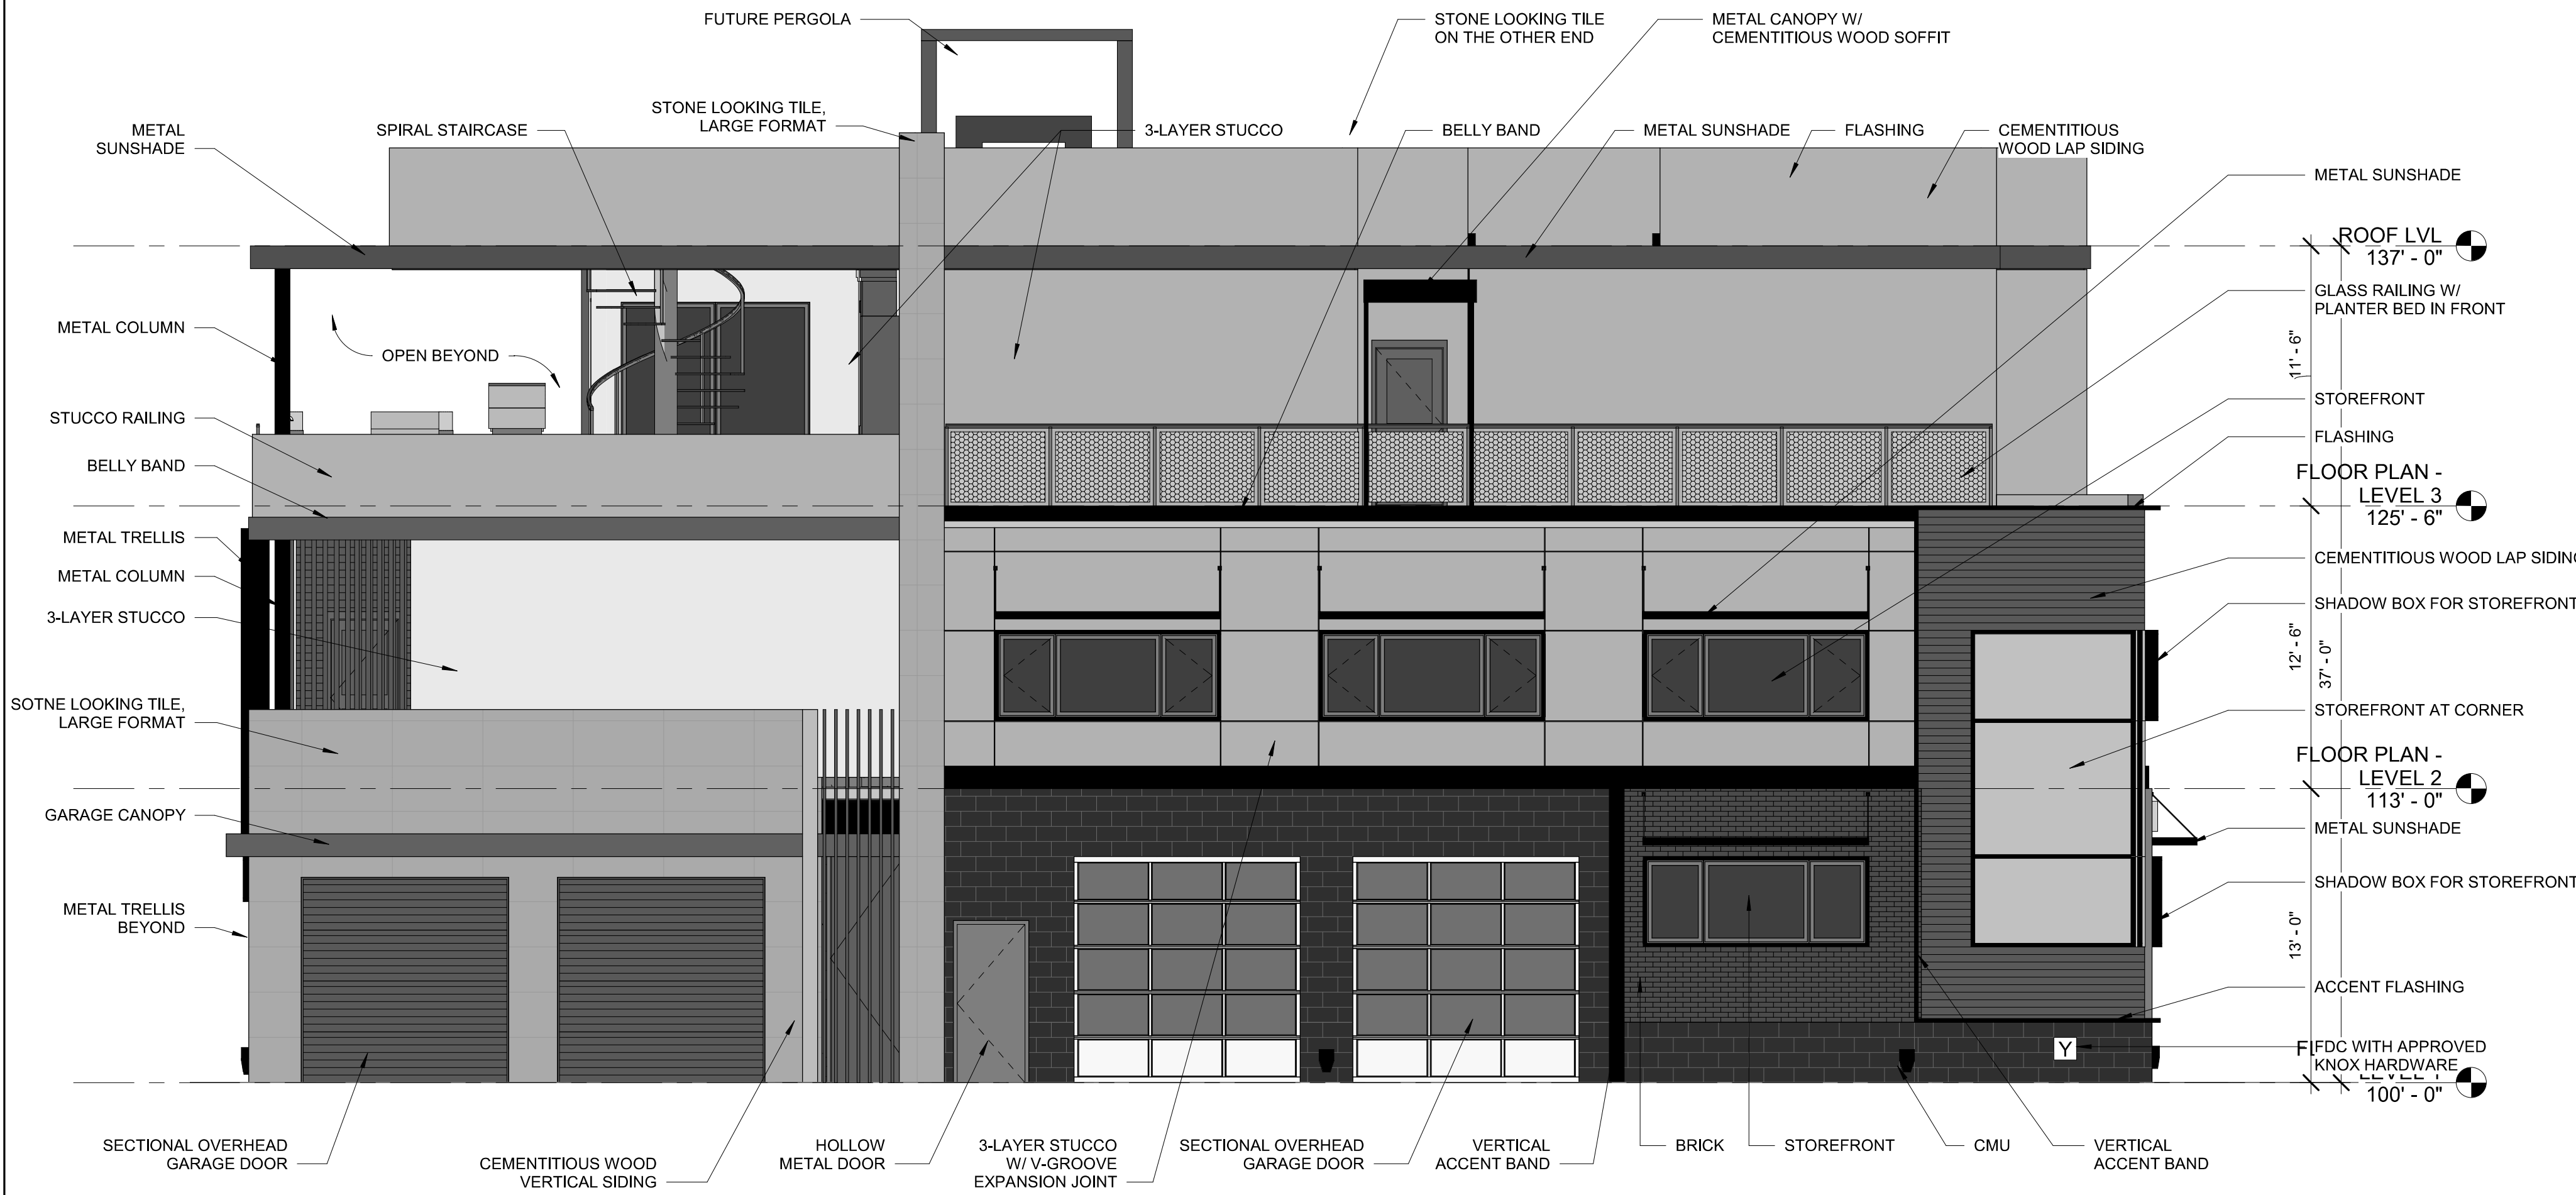 FUTURE PERGOLA
STONE LOOKING TILE
ON THE OTHER END
METAL CANOPY W/
CEMENTITIOUS WOOD SOFFIT
STONE LOOKING TILE,
LARGE FORMAT
METAL
SUNSHADE
SPIRAL STAIRCASE
3-LAYER STUCCO
BELLY BAND
METAL SUNSHADE
FLASHING
CEMENTITIOUS
WOOD LAP SIDING
METAL SUNSHADE
ROOF LVL
137' - 0"
GLASS RAILING W/
PLANTER BED IN FRONT
METAL COLUMN
OPEN BEYOND
11' - 6"
STOREFRONT
STUCCO RAILING
FLASHING
BELLY BAND
FLOOR PLAN -
LEVEL 3
125' - 6"
METAL TRELLIS
CEMENTITIOUS WOOD LAP SIDING
METAL COLUMN
SHADOW BOX FOR STOREFRONT
3-LAYER STUCCO
12' - 6"
37' - 0"
SOTNE LOOKING TILE,
LARGE FORMAT
STOREFRONT AT CORNER
FLOOR PLAN -
LEVEL 2
113' - 0"
GARAGE CANOPY
METAL SUNSHADE
SHADOW BOX FOR STOREFRONT
METAL TRELLIS
BEYOND
13' - 0"
ACCENT FLASHING
Y
FDC WITH APPROVED
KNOX HARDWARE
100' - 0"
SECTIONAL OVERHEAD
GARAGE DOOR
CEMENTITIOUS WOOD
VERTICAL SIDING
HOLLOW
METAL DOOR
3-LAYER STUCCO
W/ V-GROOVE
EXPANSION JOINT
SECTIONAL OVERHEAD
GARAGE DOOR
VERTICAL
ACCENT BAND
BRICK
STOREFRONT
CMU
VERTICAL
ACCENT BAND